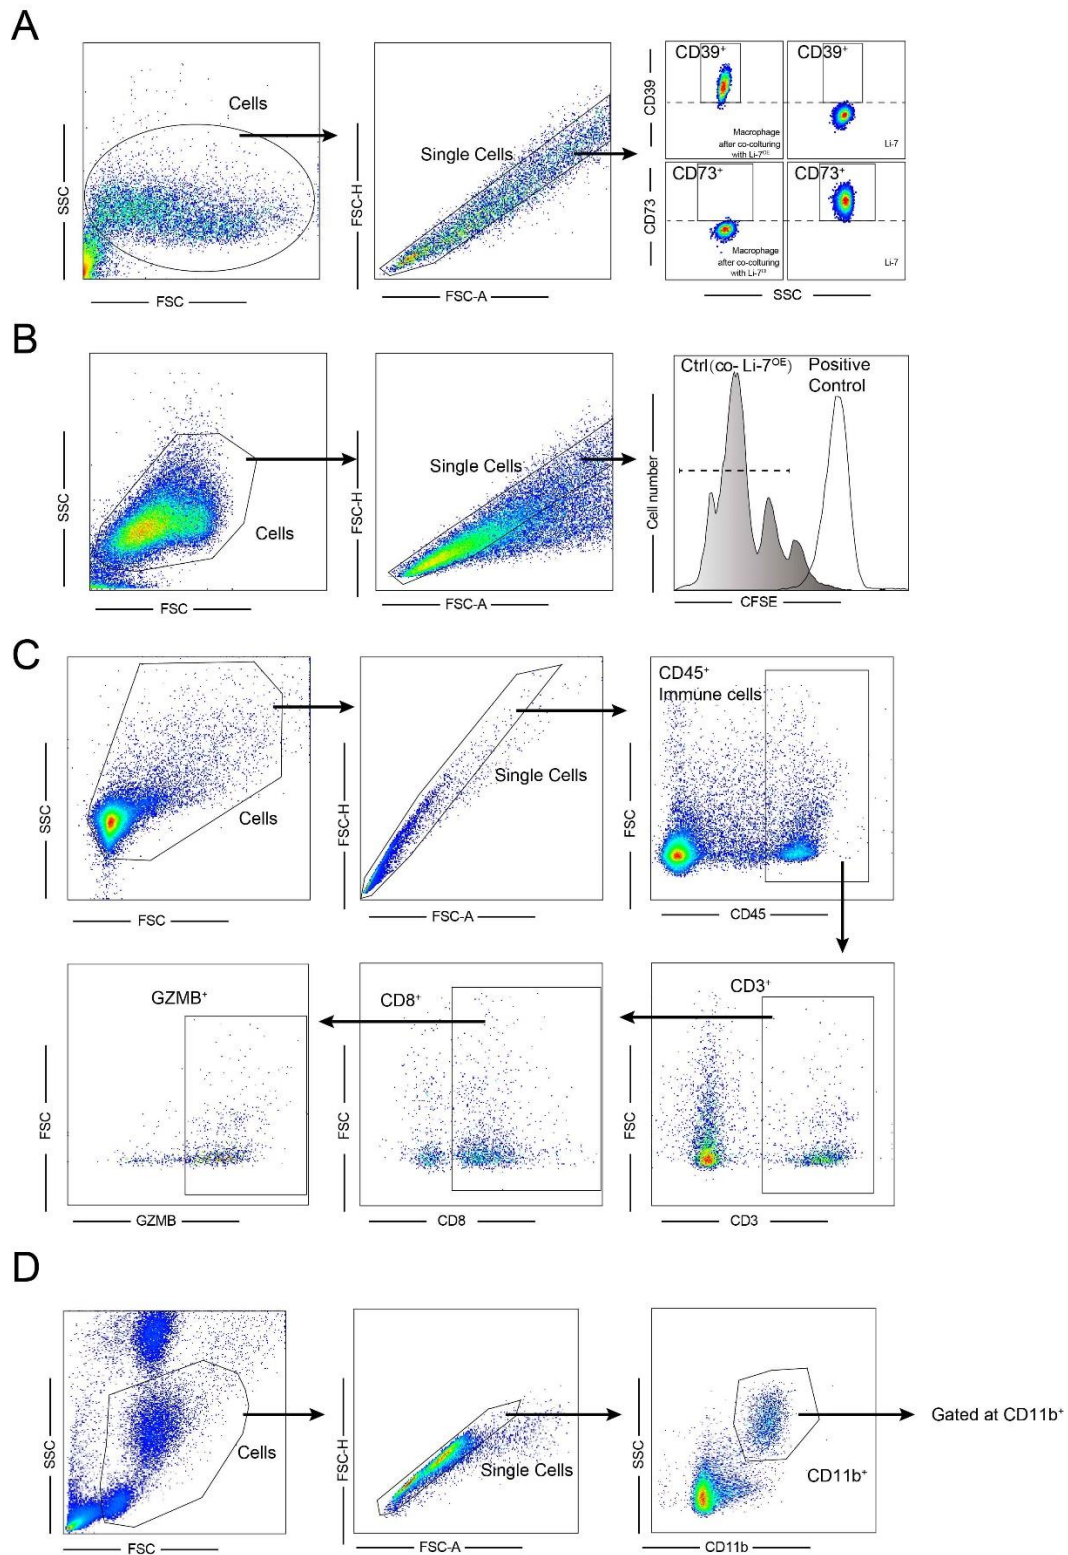 A
SSC
Cells
FSC
FSC-H
Single Cells
FSC-A
CD39
CD39⁺
Macrophage
after co-colturing
with Li-7ᴼᴱ
CD39⁺
Li-7
CD73
CD73⁺
Macrophage
after co-colturing
CD73⁺
Li-7
SSC
B
SSC
Cells
FSC
FSC-H
Single Cells
FSC-A
Cell number
Ctrl(co- Li-7ᴼᴱ)
Positive
Control
CFSE
C
SSC
Cells
FSC
FSC-H
Single Cells
FSC-A
FSC
CD45⁺
Immune cells
CD45
FSC
GZMB⁺
GZMB
FSC
CD8⁺
CD8
FSC
CD3⁺
CD3
D
SSC
Cells
FSC
FSC-H
Single Cells
FSC-A
SSC
CD11b⁺
CD11b
Gated at CD11b⁺